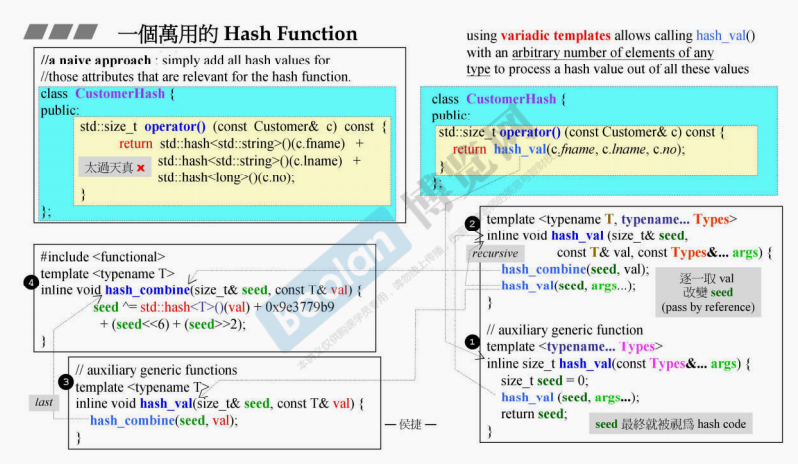 一個萬用的 Hash Function
//a naive approach : simply add all hash values for
//those attributes that are relevant for the hash function.
class CustomerHash {
public:
std::size_t operator() (const Customer& c) const {
return std::hash<std::string>()(c.fname) +
std::hash<std::string>()(c.lname) +
std::hash<long>()(c.no);
}
};
太過天真 ✖
using variadic templates allows calling hash_val()
with an arbitrary number of elements of any
type to process a hash value out of all these values
class CustomerHash {
public:
std::size_t operator() (const Customer& c) const {
return hash_val(c.fname, c.lname, c.no);
}
};
❷
template <typename T, typename... Types>
inline void hash_val (size_t& seed,
const T& val, const Types&... args) {
hash_combine(seed, val);
hash_val(seed, args...);
}
recursive
逐一取 val
改變 seed
(pass by reference)
❶
// auxiliary generic function
template <typename... Types>
inline size_t hash_val(const Types&... args) {
size_t seed = 0;
hash_val (seed, args...);
return seed;
}
seed 最終就被視爲 hash code
❹
#include <functional>
template <typename T>
inline void hash_combine(size_t& seed, const T& val) {
seed ^= std::hash<T>()(val) + 0x9e3779b9
+ (seed<<6) + (seed>>2);
}
❸
// auxiliary generic functions
template <typename T>
inline void hash_val(size_t& seed, const T& val) {
hash_combine(seed, val);
}
last
— 侯捷 —
Boolan
博览网